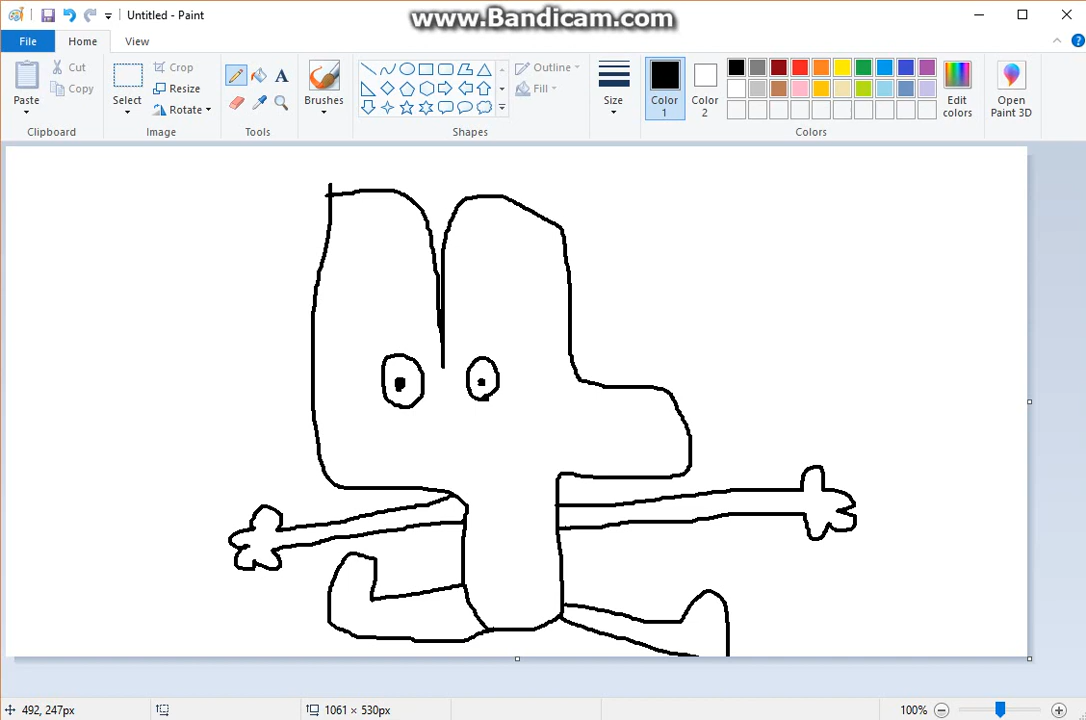 www.Bandicam.com
Untitled - Paint
File Home View
Paste
Cut
Copy
Clipboard
Select
Crop
Resize
Rotate
Image
A
Tools
Brushes
Outline
Fill
Shapes
Size
Color 1
Color 2
Edit colors
Open Paint 3D
Colors
492, 247px
1061 × 530px
100%